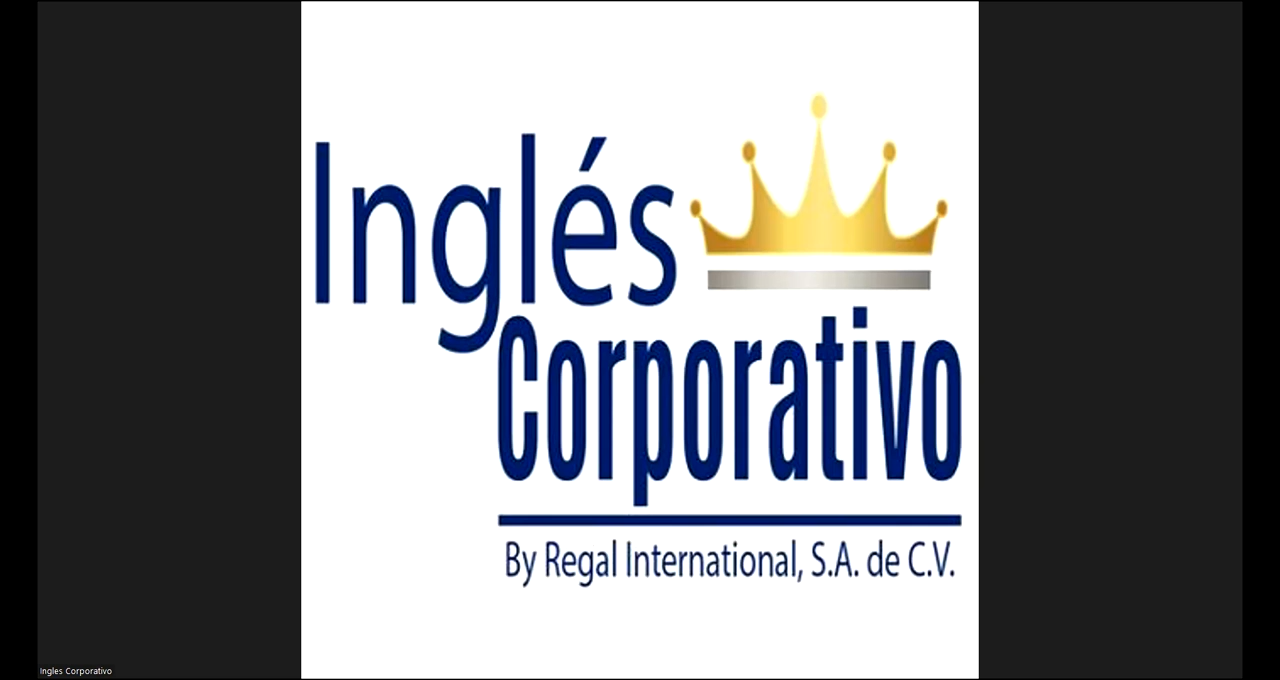 Inglés
Corporativo
By Regal International, S.A. de C.V.
Ingles Corporativo